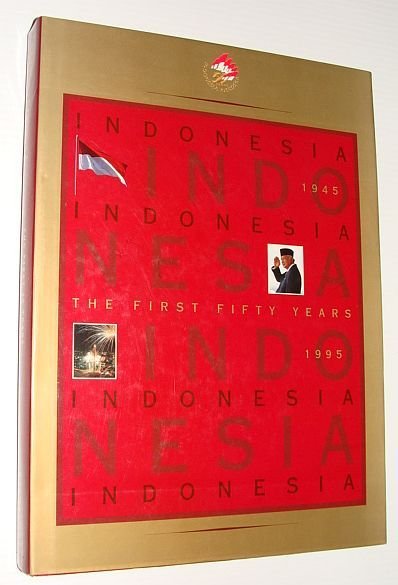 INDONESIA
INDO
1945
INDONESIA
NESIA
THE FIRST FIFTY YEARS
INDO
1995
INDONESIA
NESIA
INDONESIA